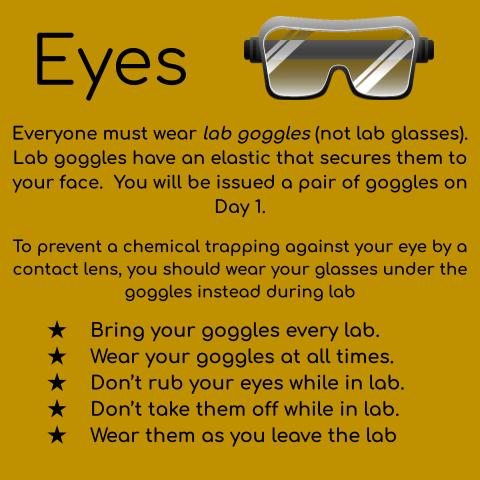 Eyes
Everyone must wear lab goggles (not lab glasses).
Lab goggles have an elastic that secures them to
your face. You will be issued a pair of goggles on
Day 1.
To prevent a chemical trapping against your eye by a
contact lens, you should wear your glasses under the
goggles instead during lab
★ Bring your goggles every lab.
★ Wear your goggles at all times.
★ Don’t rub your eyes while in lab.
★ Don’t take them off while in lab.
★ Wear them as you leave the lab